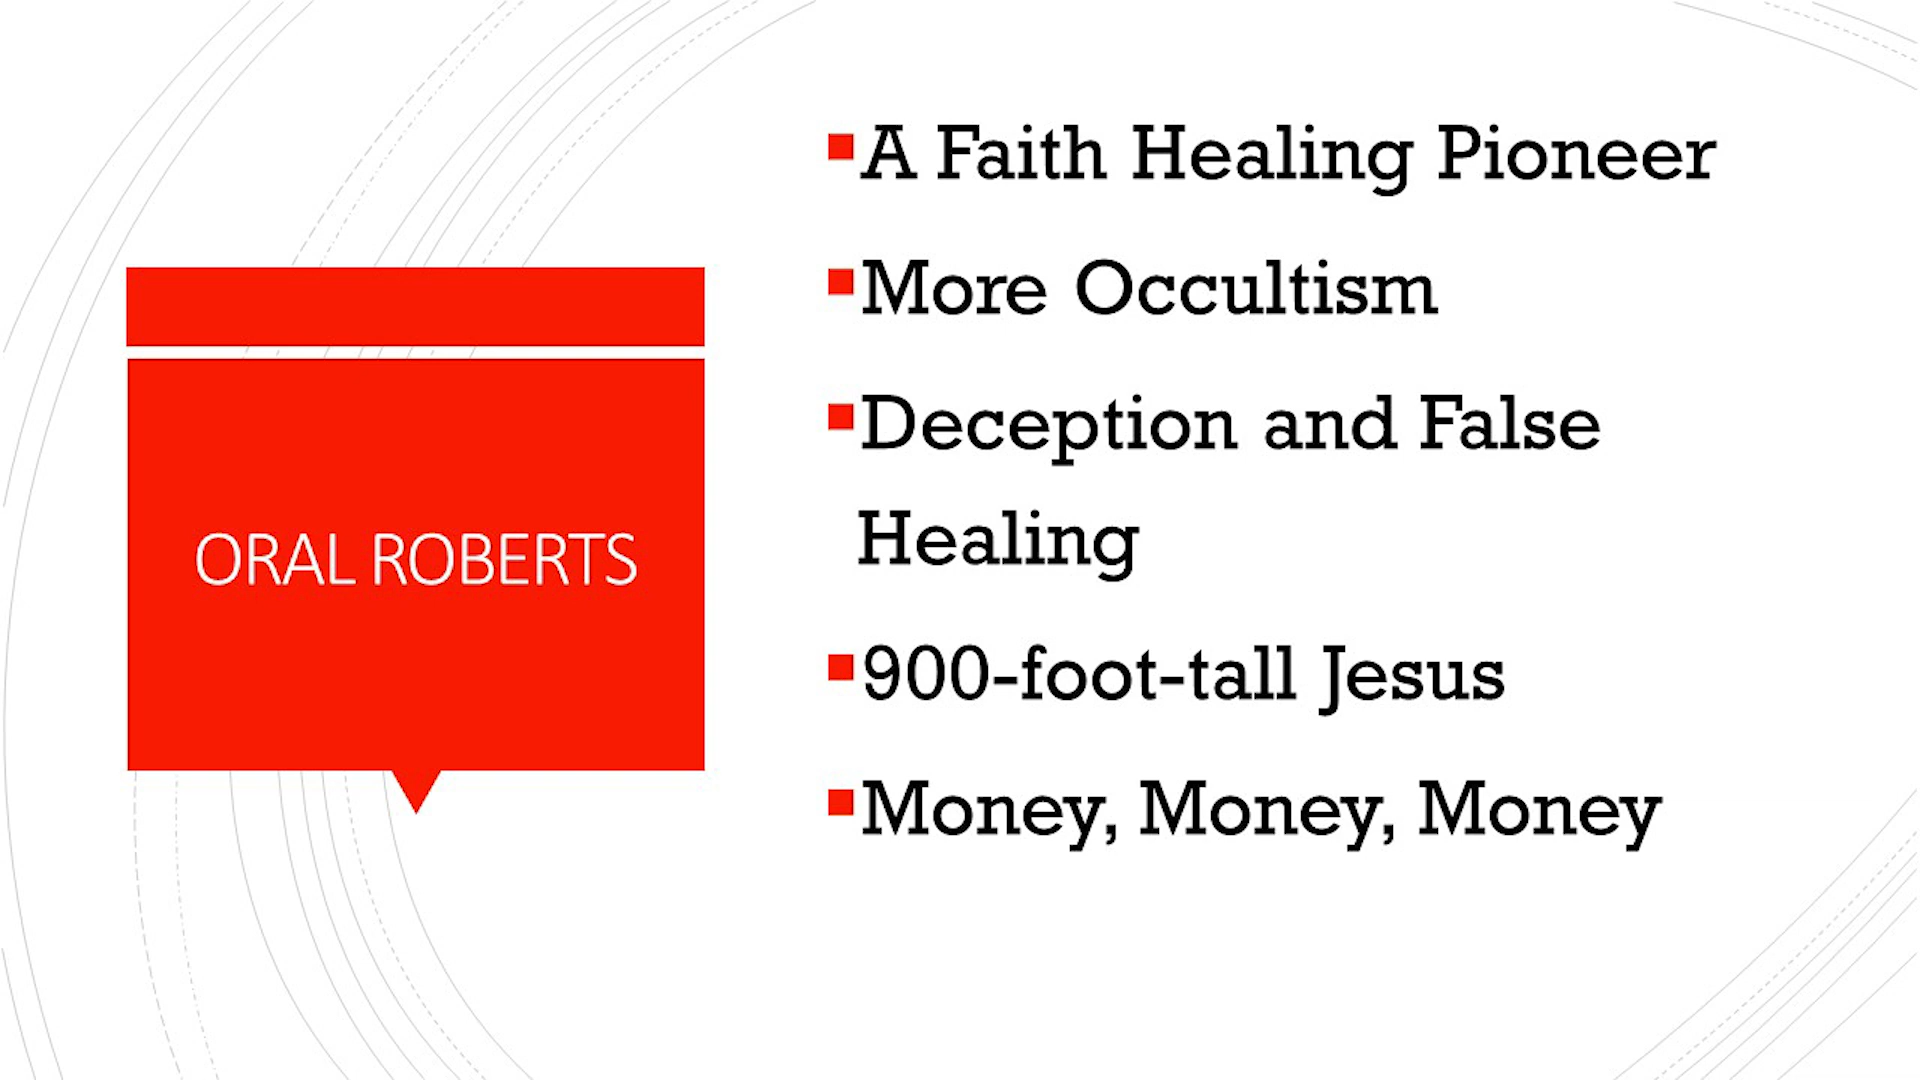 ORAL ROBERTS
A Faith Healing Pioneer
More Occultism
Deception and False
Healing
900-foot-tall Jesus
Money, Money, Money